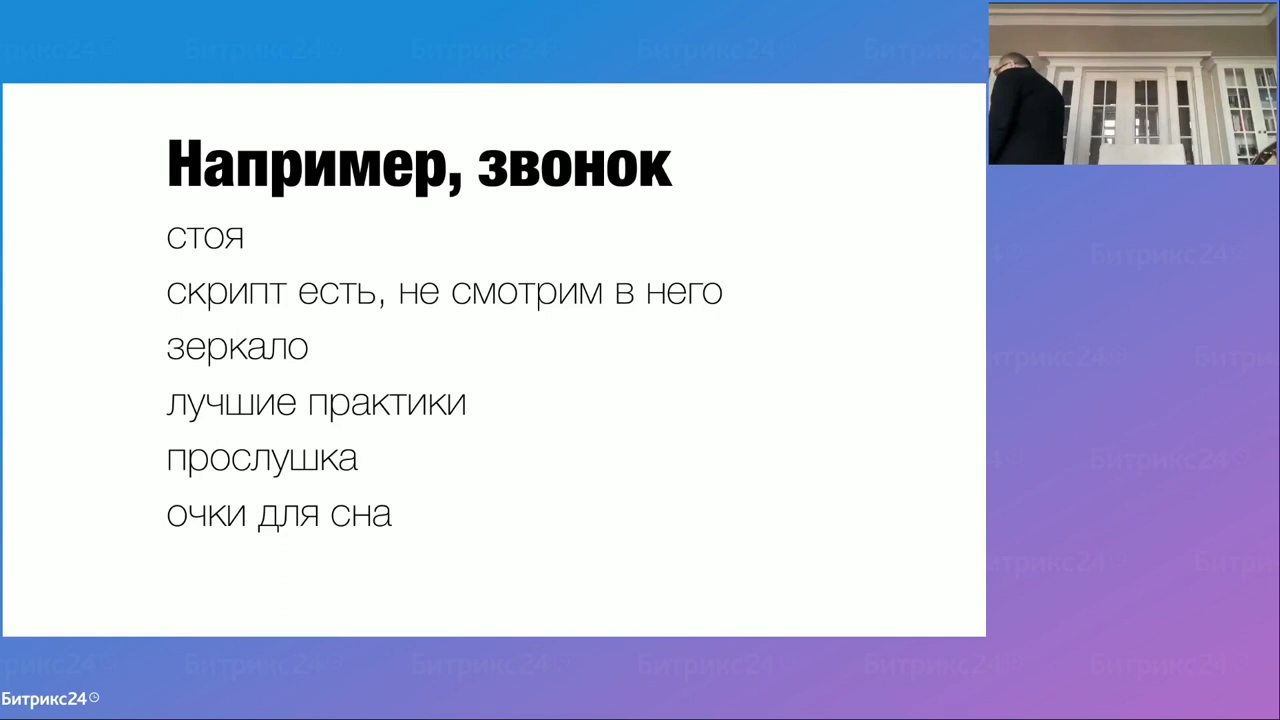 Например, звонок
стоя
скрипт есть, не смотрим в него
зеркало
лучшие практики
прослушка
очки для сна
Битрикс24